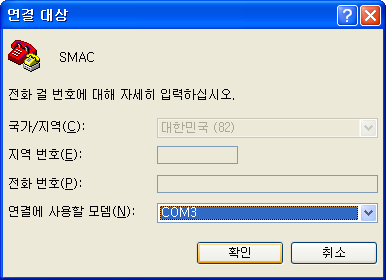 연결 대상
SMAC
전화 걸 번호에 대해 자세히 입력하십시오.
국가/지역(C): 대한민국 (82)
지역 번호(E):
전화 번호(P):
연결에 사용할 모뎀(N): COM3
확인 취소